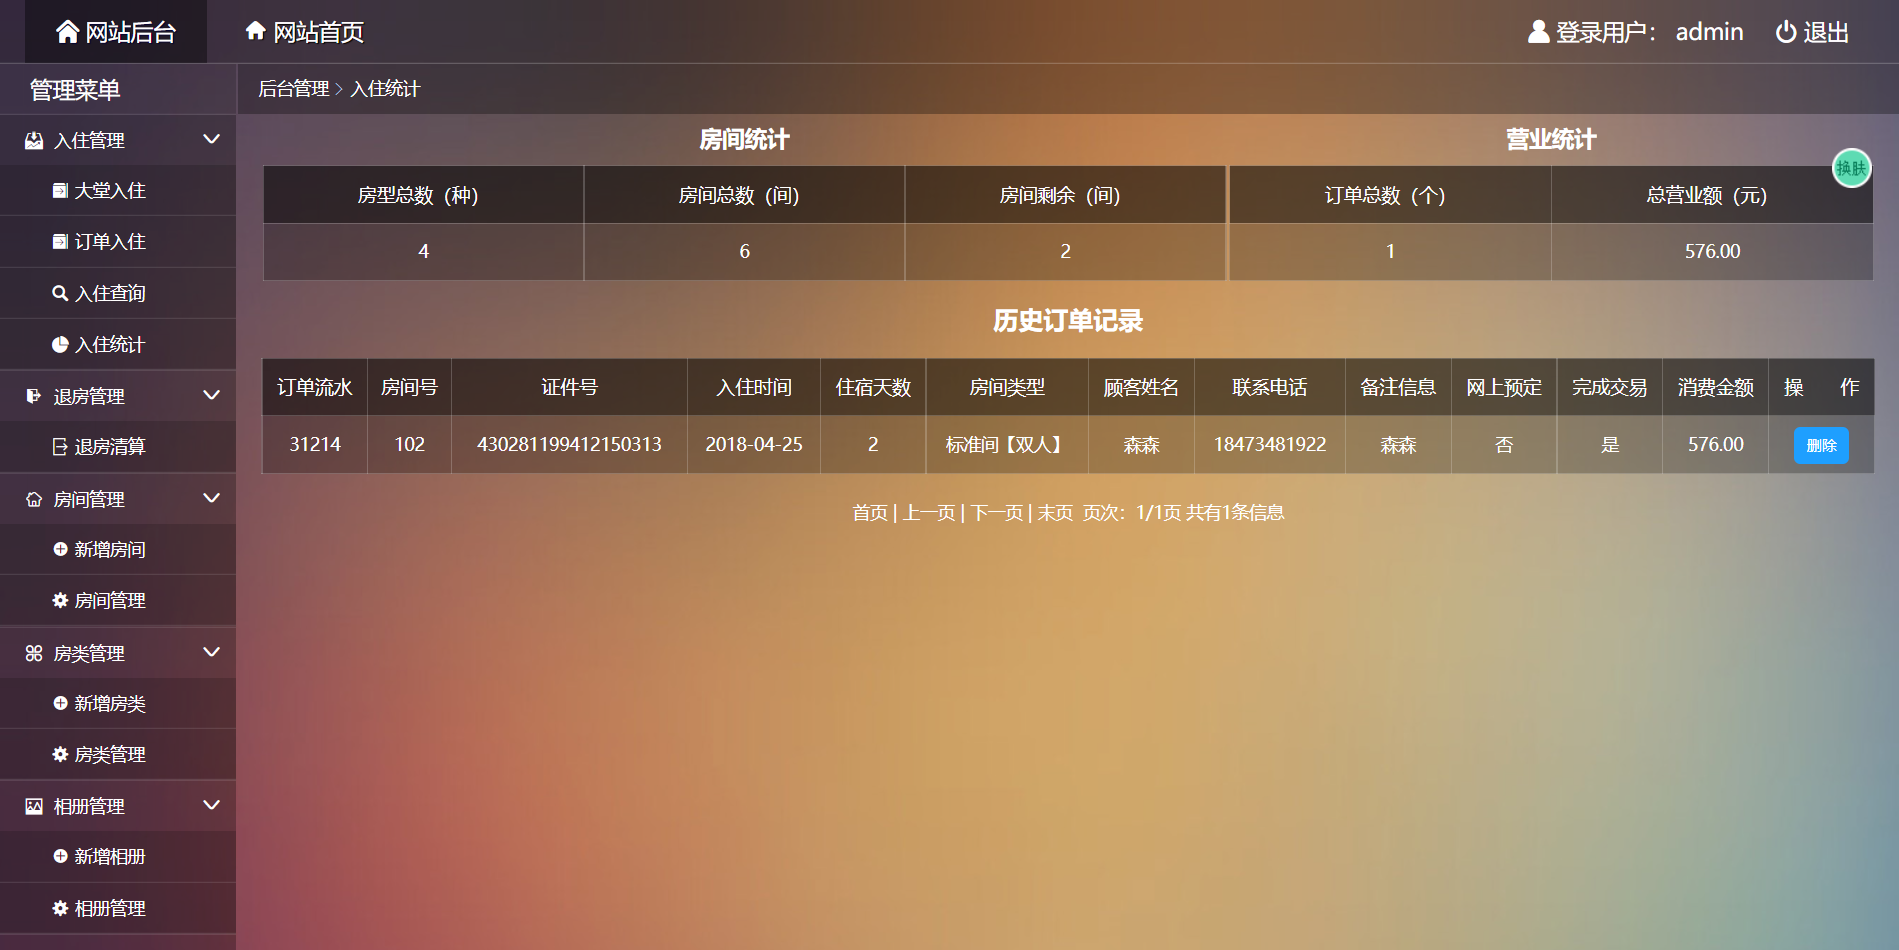 网站后台 网站首页 登录用户： admin 退出
管理菜单
后台管理 > 入住统计
入住管理
大堂入住
订单入住
入住查询
入住统计
退房管理
退房清算
房间管理
新增房间
房间管理
房类管理
新增房类
房类管理
相册管理
新增相册
相册管理
房间统计 营业统计
换肤
房型总数（种） 房间总数（间） 房间剩余（间） 订单总数（个） 总营业额（元）
4 6 2 1 576.00
历史订单记录
订单流水 房间号 证件号 入住时间 住宿天数 房间类型 顾客姓名 联系电话 备注信息 网上预定 完成交易 消费金额 操 作
31214 102 430281199412150313 2018-04-25 2 标准间【双人】 森森 18473481922 森森 否 是 576.00 删除
首页 | 上一页 | 下一页 | 末页 页次：1/1页 共有1条信息